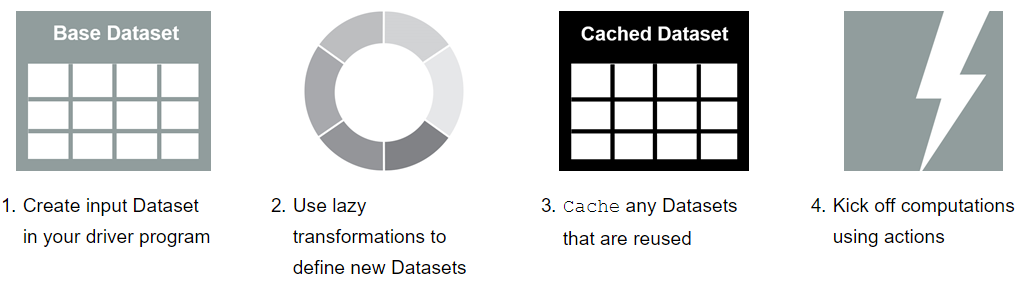 Base Dataset
Cached Dataset
1. Create input Dataset
in your driver program
2. Use lazy
transformations to
define new Datasets
3. Cache any Datasets
that are reused
4. Kick off computations
using actions